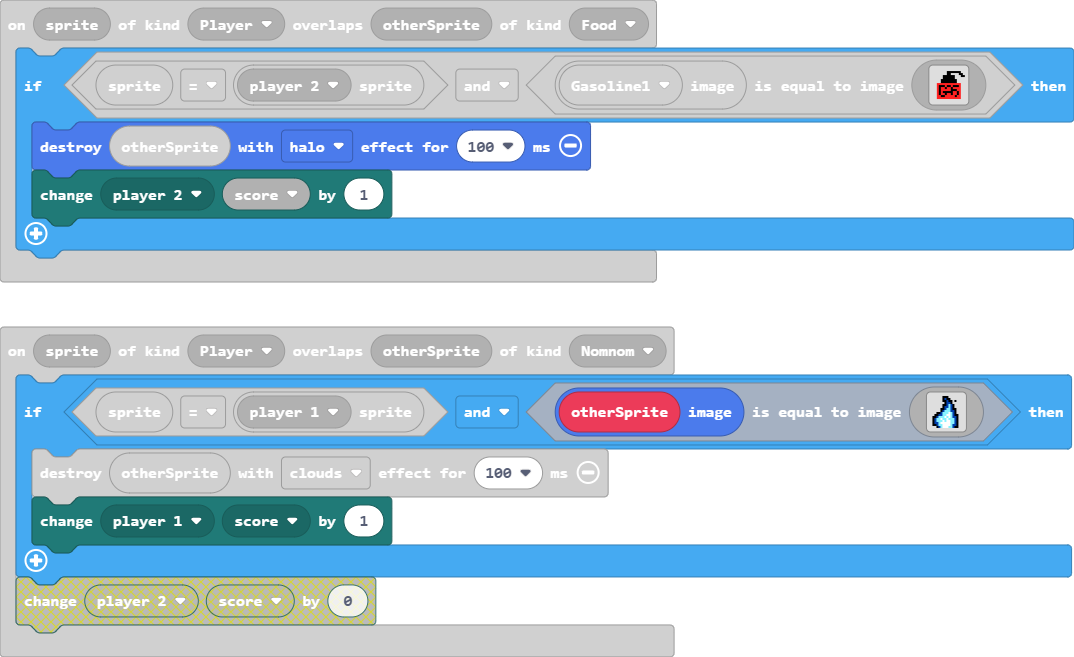 on sprite of kind Player overlaps otherSprite of kind Food
if sprite = player 2 sprite and Gasoline1 image is equal to image GAS then
destroy otherSprite with halo effect for 100 ms
change player 2 score by 1
on sprite of kind Player overlaps otherSprite of kind Nomnom
if sprite = player 1 sprite and otherSprite image is equal to image then
destroy otherSprite with clouds effect for 100 ms
change player 1 score by 1
change player 2 score by 0